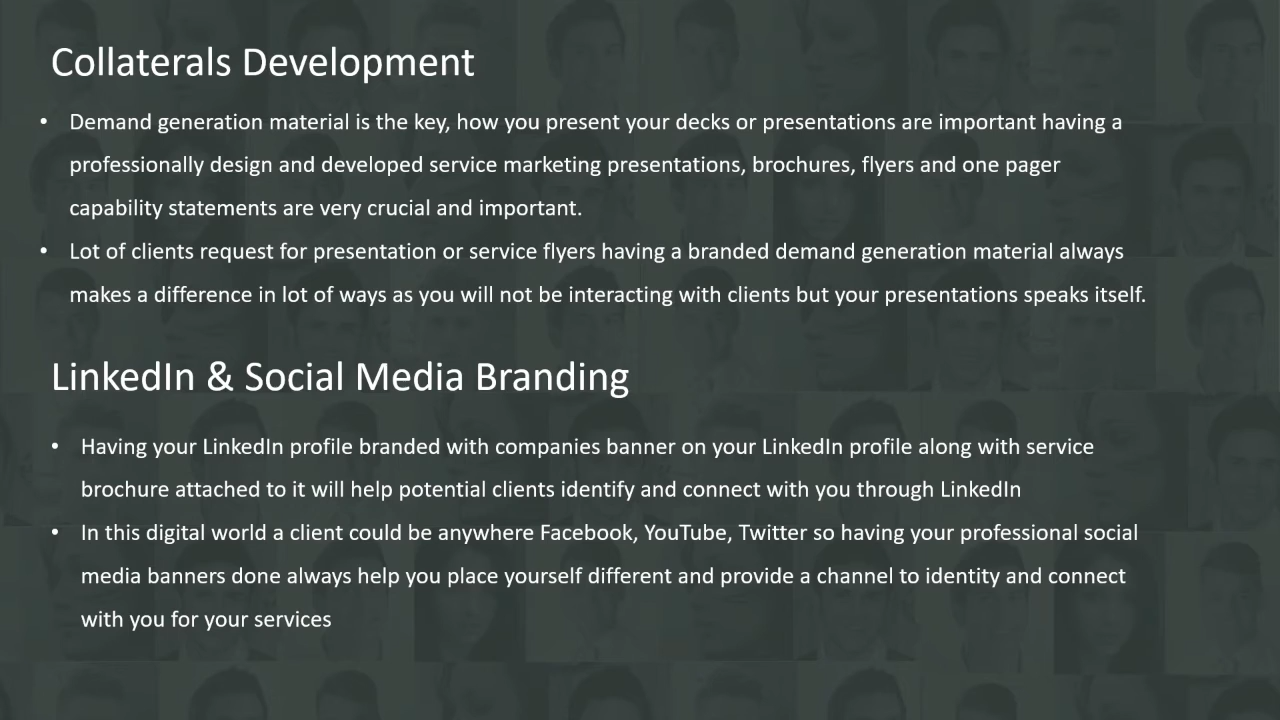 Collaterals Development
• Demand generation material is the key, how you present your decks or presentations are important having a
professionally design and developed service marketing presentations, brochures, flyers and one pager
capability statements are very crucial and important.
• Lot of clients request for presentation or service flyers having a branded demand generation material always
makes a difference in lot of ways as you will not be interacting with clients but your presentations speaks itself.
LinkedIn & Social Media Branding
• Having your LinkedIn profile branded with companies banner on your LinkedIn profile along with service
brochure attached to it will help potential clients identify and connect with you through LinkedIn
• In this digital world a client could be anywhere Facebook, YouTube, Twitter so having your professional social
media banners done always help you place yourself different and provide a channel to identity and connect
with you for your services